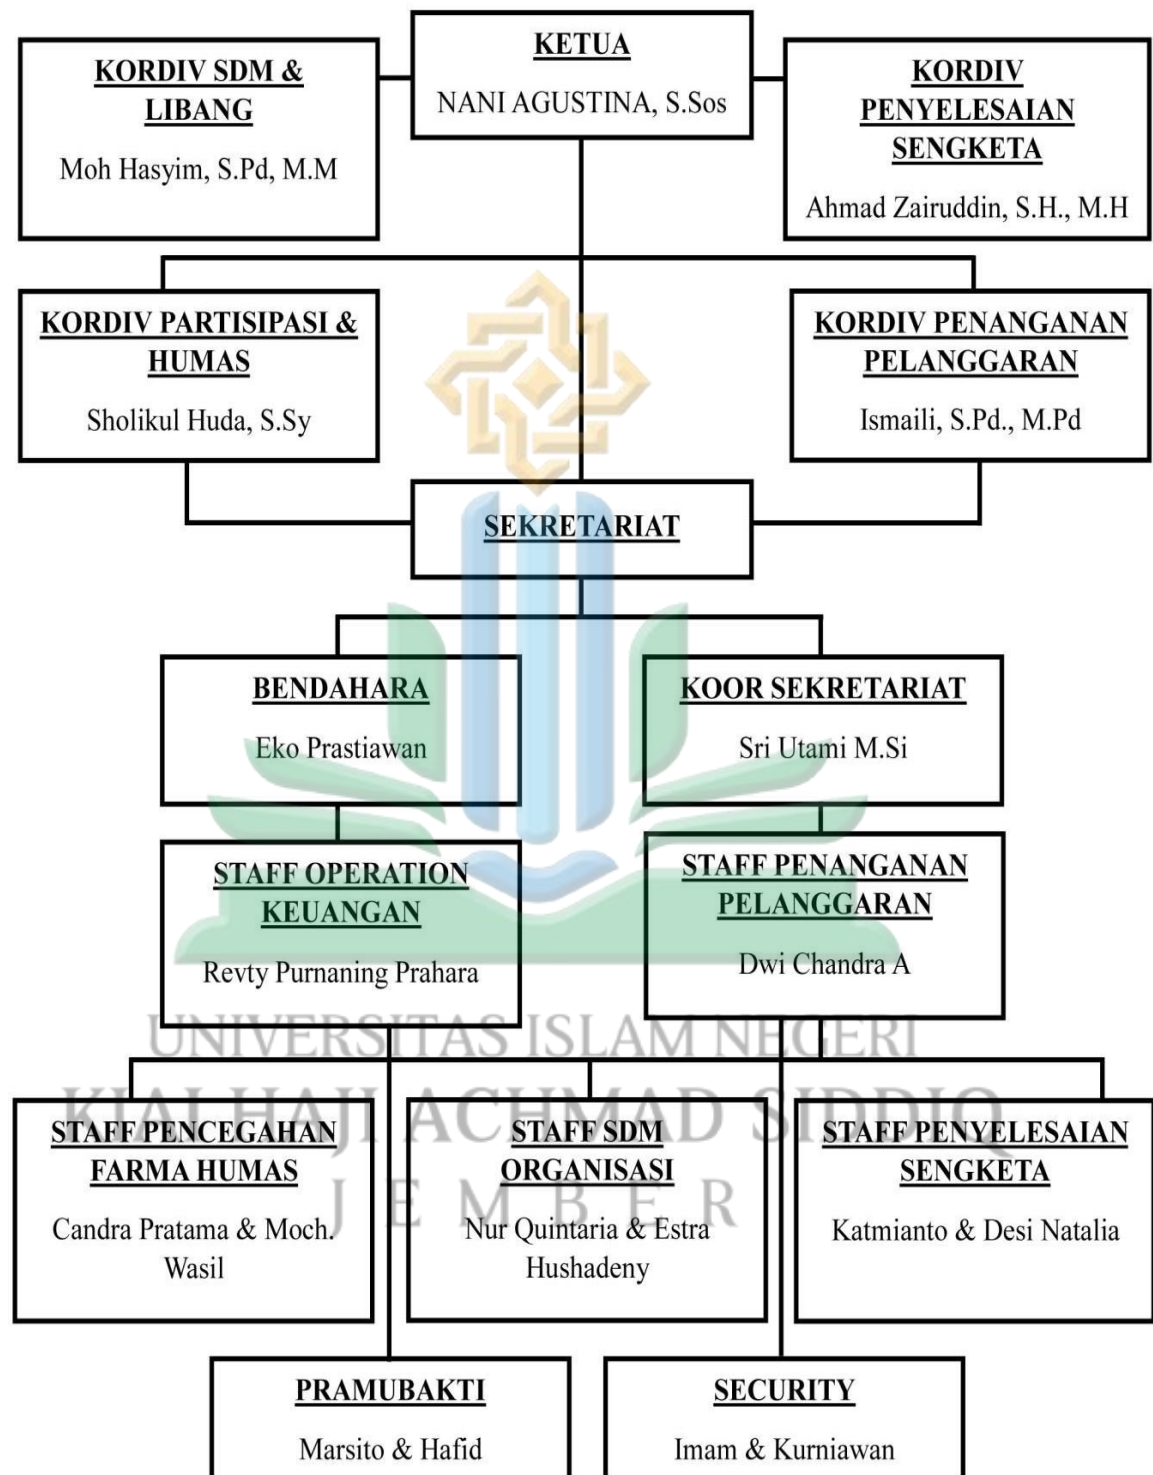 KETUA
NANI AGUSTINA, S.Sos
KORDIV SDM &
LIBANG
Moh Hasyim, S.Pd, M.M
KORDIV
PENYELESAIAN
SENGKETA
Ahmad Zairuddin, S.H., M.H
KORDIV PARTISIPASI &
HUMAS
Sholikul Huda, S.Sy
KORDIV PENANGANAN
PELANGGARAN
Ismaili, S.Pd., M.Pd
SEKRETARIAT
BENDAHARA
Eko Prastiawan
KOOR SEKRETARIAT
Sri Utami M.Si
STAFF OPERATION
KEUANGAN
Revty Purnaning Prahara
STAFF PENANGANAN
PELANGGARAN
Dwi Chandra A
UNIVERSITAS ISLAM NEGERI
KIAI HAJI ACHMAD SIDDIQ
JEMBER
STAFF PENCEGAHAN
FARMA HUMAS
Candra Pratama & Moch.
Wasil
STAFF SDM
ORGANISASI
Nur Quintaria & Estra
Hushadeny
STAFF PENYELESAIAN
SENGKETA
Katmianto & Desi Natalia
PRAMUBAKTI
Marsito & Hafid
SECURITY
Imam & Kurniawan